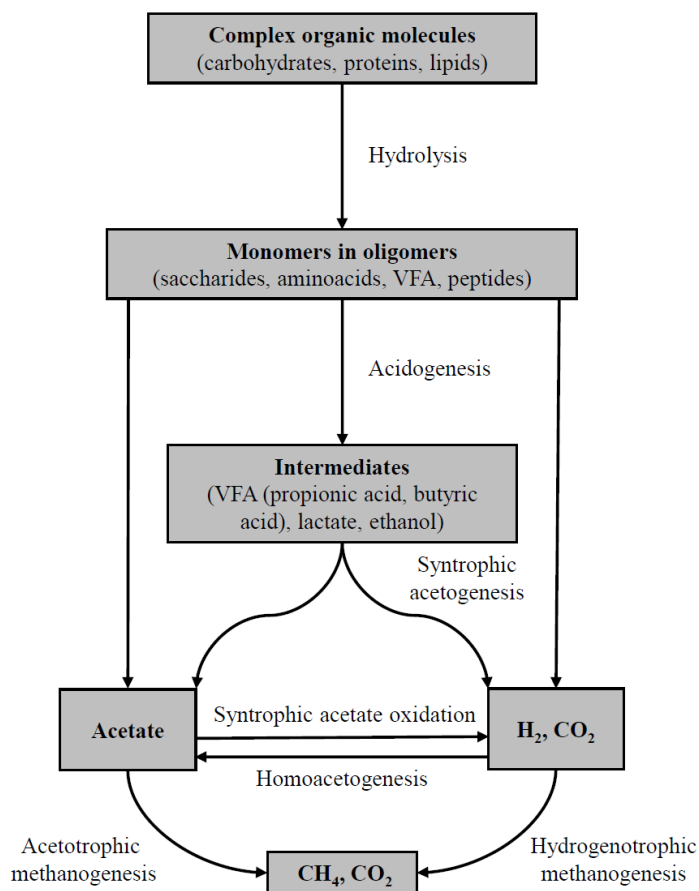 Complex organic molecules
(carbohydrates, proteins, lipids)
Hydrolysis
Monomers in oligomers
(saccharides, aminoacids, VFA, peptides)
Acidogenesis
Intermediates
(VFA (propionic acid, butyric
acid), lactate, ethanol)
Syntrophic
acetogenesis
Acetate
Syntrophic acetate oxidation
H₂, CO₂
Homoacetogenesis
Acetotrophic
methanogenesis
Hydrogenotrophic
methanogenesis
CH₄, CO₂